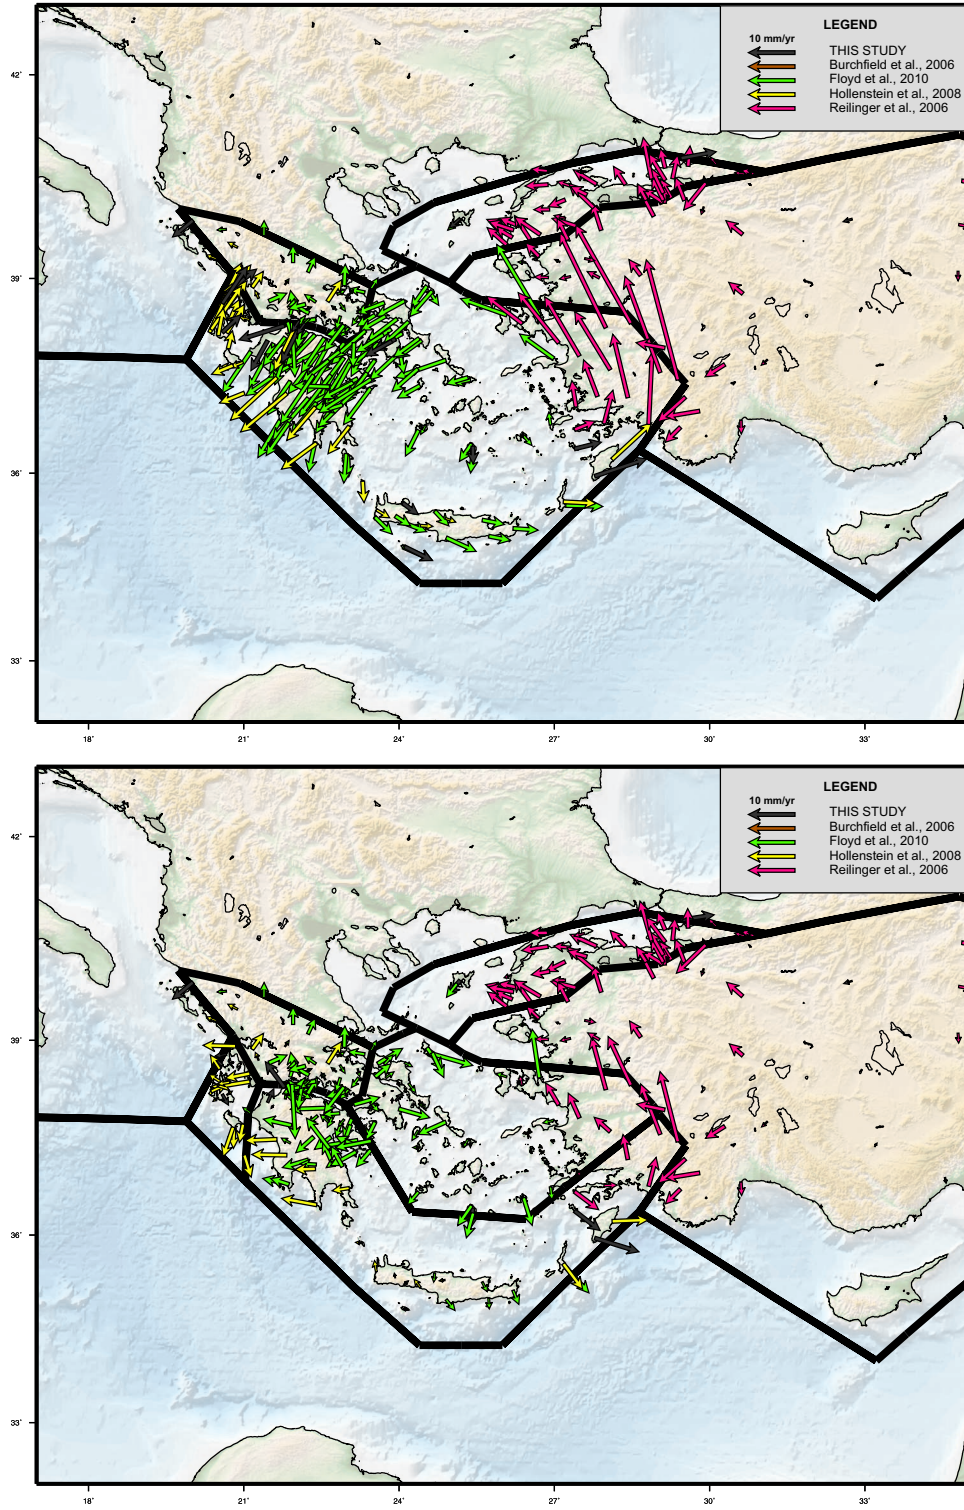 LEGEND
10 mm/yr
THIS STUDY
Burchfield et al., 2006
Floyd et al., 2010
Hollenstein et al., 2008
Reilinger et al., 2006
42˚
39˚
36˚
33˚
18˚ 21˚ 24˚ 27˚ 30˚ 33˚
LEGEND
10 mm/yr
THIS STUDY
Burchfield et al., 2006
Floyd et al., 2010
Hollenstein et al., 2008
Reilinger et al., 2006
42˚
39˚
36˚
33˚
18˚ 21˚ 24˚ 27˚ 30˚ 33˚